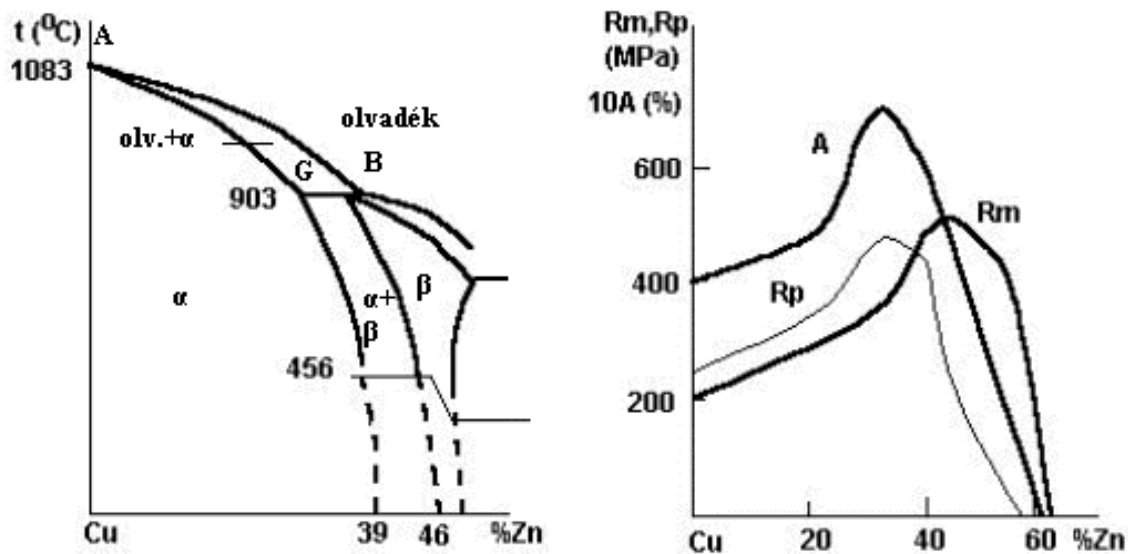 t (⁰C)
A
1083
olvadék
olv.+α
G
B
903
α
α+
β
β
456
Cu
39
46
%Zn
Rm,Rp
(MPa)
10A (%)
600
A
Rm
400
Rp
200
Cu
20
40
60
%Zn